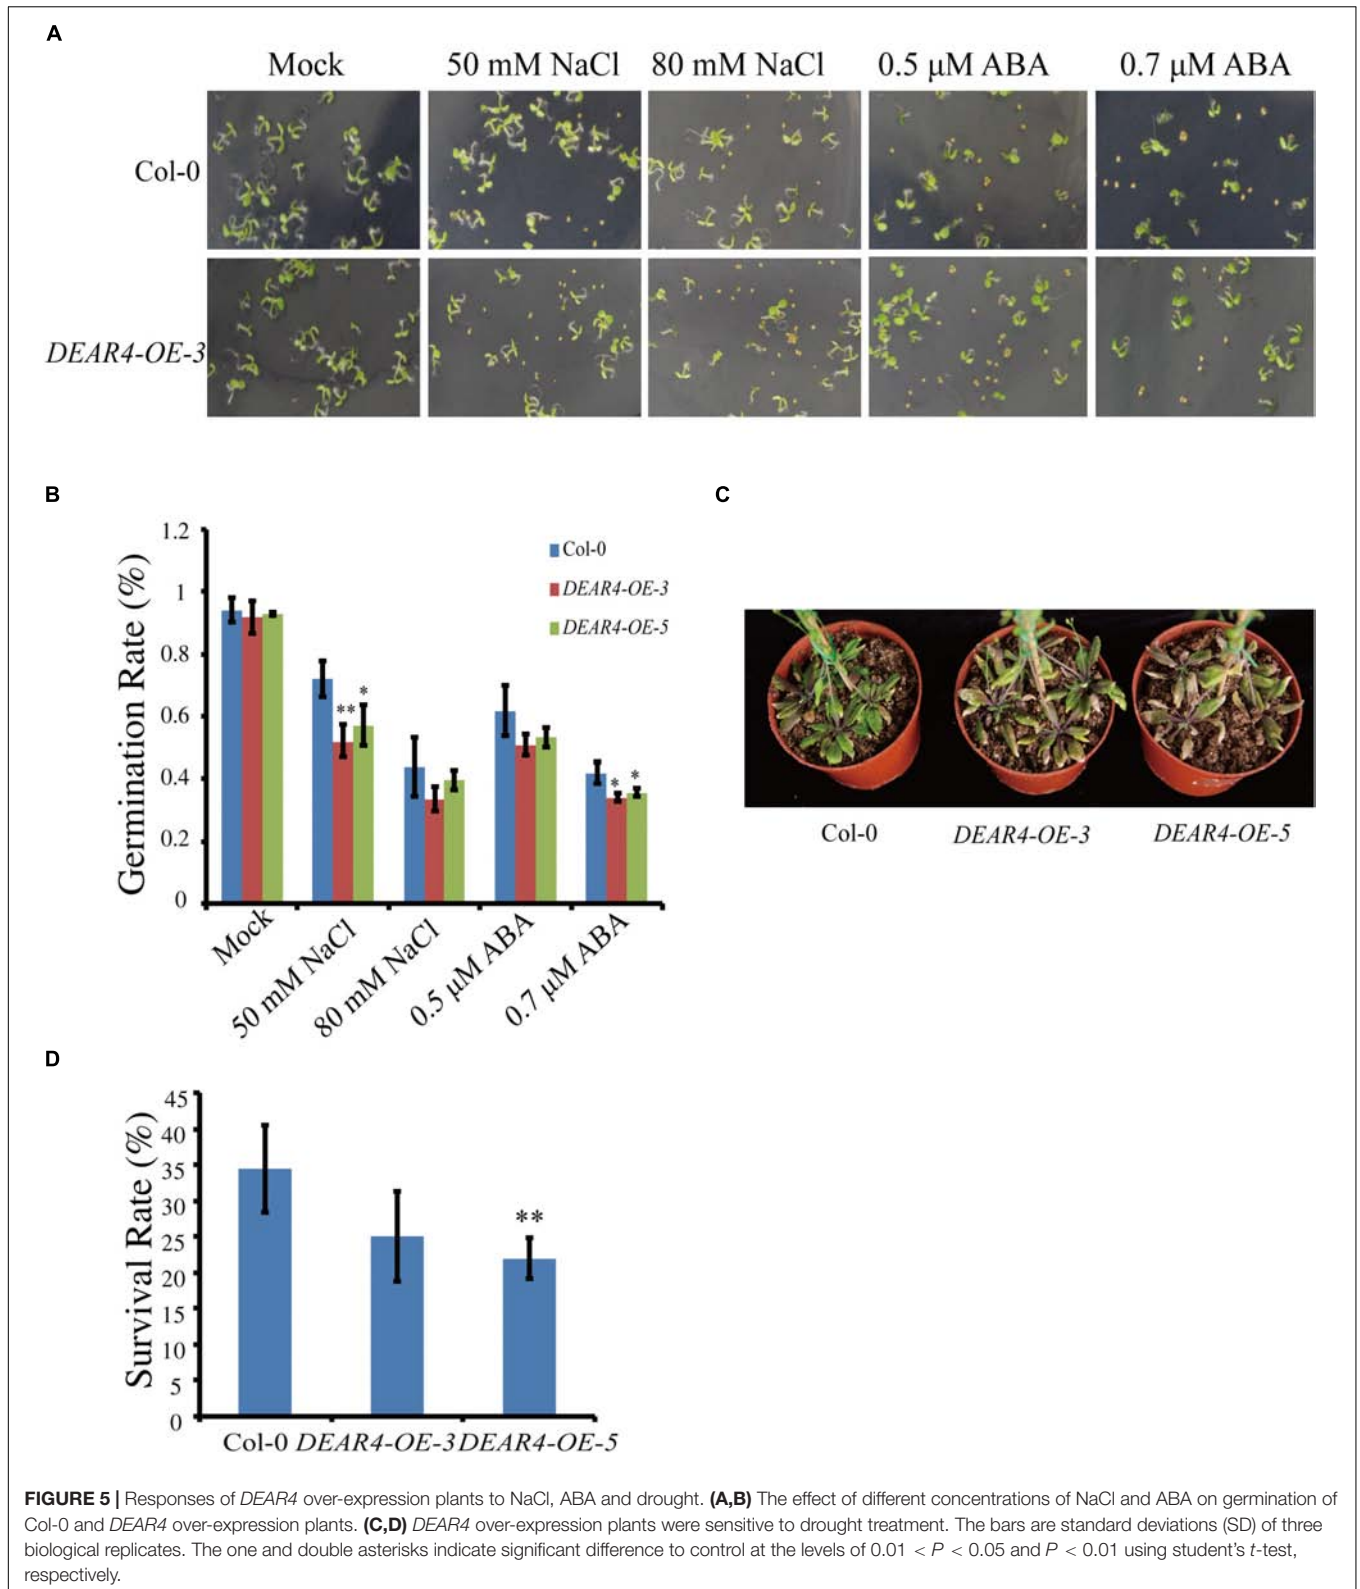 A
Mock 50 mM NaCl 80 mM NaCl 0.5 μM ABA 0.7 μM ABA
Col-0
DEAR4-OE-3
B
Germination Rate (%)
1.2
1
0.8
0.6
0.4
0.2
0
Col-0
DEAR4-OE-3
DEAR4-OE-5
** *
* *
Mock
50 mM NaCl
80 mM NaCl
0.5 μM ABA
0.7 μM ABA
C
Col-0 DEAR4-OE-3 DEAR4-OE-5
D
Survival Rate (%)
45
40
35
30
25
20
15
10
5
0
**
Col-0 DEAR4-OE-3 DEAR4-OE-5
FIGURE 5 | Responses of DEAR4 over-expression plants to NaCl, ABA and drought. (A,B) The effect of different concentrations of NaCl and ABA on germination of
Col-0 and DEAR4 over-expression plants. (C,D) DEAR4 over-expression plants were sensitive to drought treatment. The bars are standard deviations (SD) of three
biological replicates. The one and double asterisks indicate significant difference to control at the levels of 0.01 < P < 0.05 and P < 0.01 using student's t-test,
respectively.